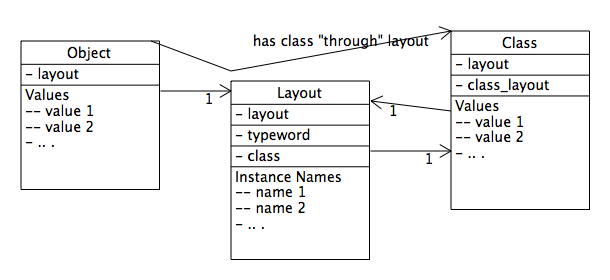 Object
- layout
Values
-- value 1
-- value 2
- .. .
has class "through" layout
1
Layout
- layout
- typeword
- class
Instance Names
-- name 1
-- name 2
- .. .
1
1
Class
- layout
- class_layout
Values
-- value 1
-- value 2
- .. .